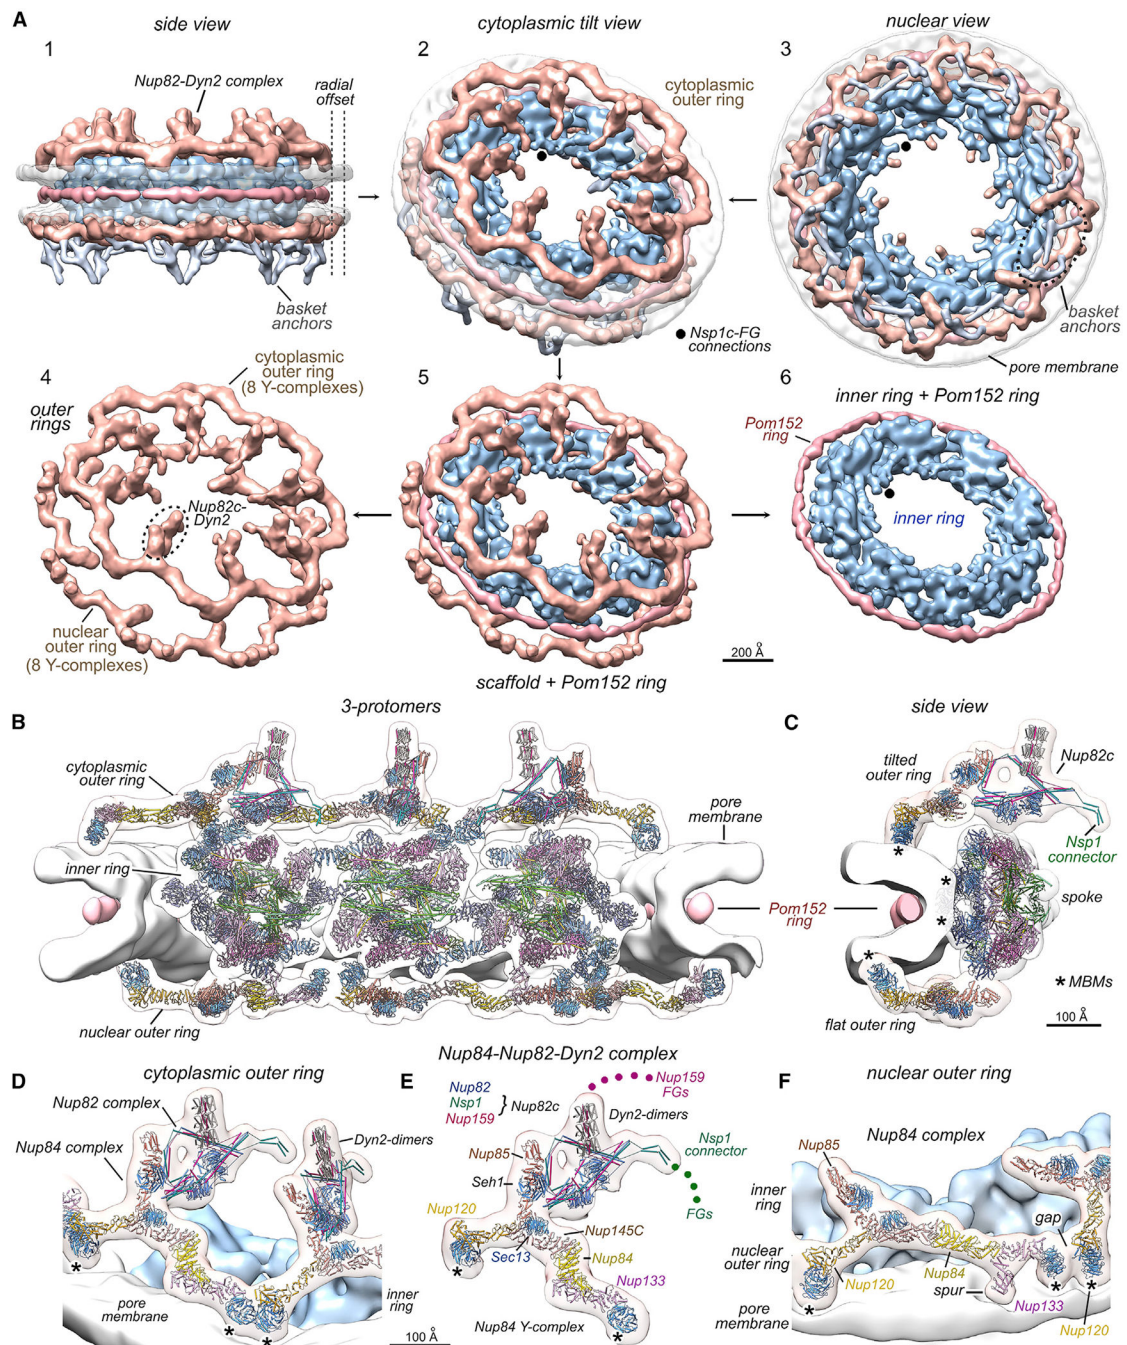 A
side view
cytoplasmic tilt view
nuclear view
1
2
3
Nup82-Dyn2 complex
radial
offset
cytoplasmic
outer ring
basket
anchors
Nsp1c-FG
connections
basket
anchors
pore membrane
4
5
6
cytoplasmic
outer ring
(8 Y-complexes)
outer
rings
Nup82c-
Dyn2
nuclear
outer ring
(8 Y-complexes)
inner ring + Pom152 ring
Pom152
ring
inner ring
200 Å
scaffold + Pom152 ring
B
3-protomers
cytoplasmic
outer ring
pore
membrane
inner ring
Pom152
ring
nuclear outer ring
C
side view
tilted
outer ring
Nup82c
Nsp1
connector
spoke
* MBMs
flat outer ring
100 Å
D
cytoplasmic outer ring
Nup82 complex
Nup84 complex
Dyn2-dimers
*
pore
membrane
inner
ring
* *
100 Å
Nup84-Nup82-Dyn2 complex
E
Nup82
Nsp1 } Nup82c
Nup159
Nup159
FGs
Dyn2-dimers
Nup85
Seh1
Nsp1
connector
FGs
Nup120
Nup145C
Sec13
Nup84
*
Nup133
Nup84 Y-complex
*
F
nuclear outer ring
Nup84 complex
Nup85
inner
ring
gap
nuclear
outer ring
Nup120
Nup84
spur
*
Nup133
* *
pore
membrane
Nup120